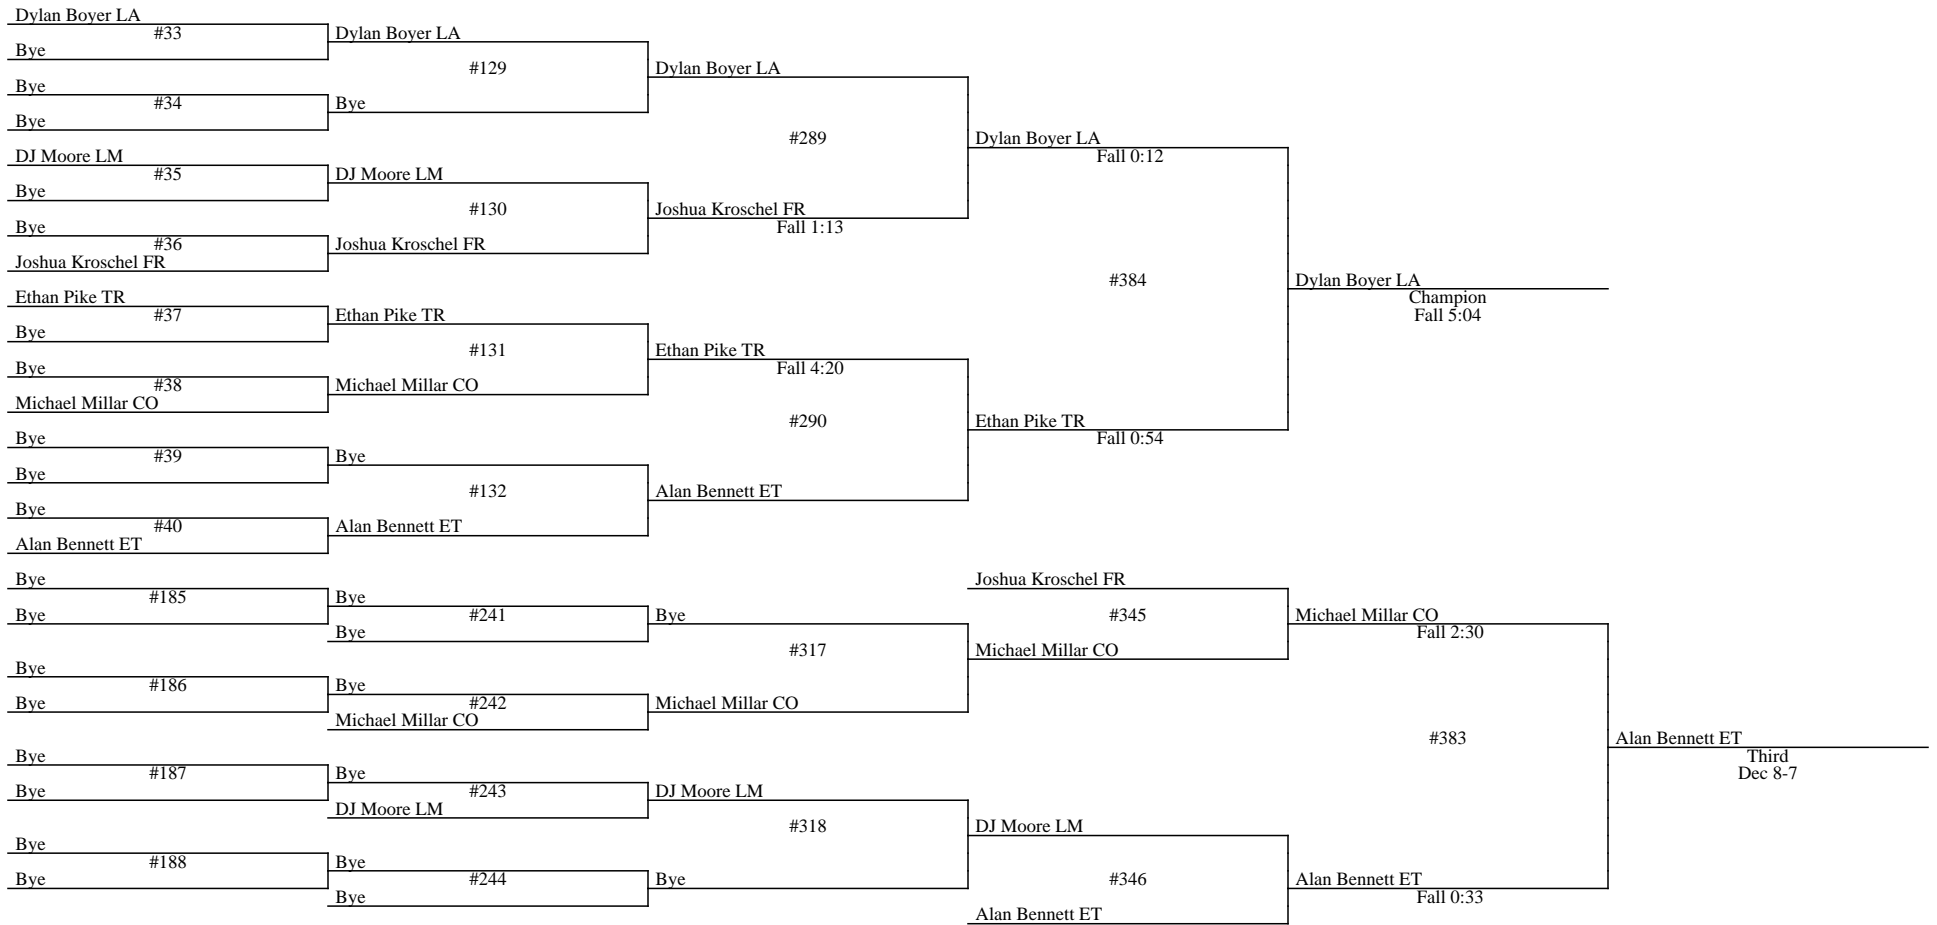 Dylan Boyer LA
#33
Bye
Dylan Boyer LA
#129
Bye
#34
Bye
Bye
Dylan Boyer LA
#289
DJ Moore LM
#35
Bye
DJ Moore LM
#130
Bye
#36
Joshua Kroschel FR
Joshua Kroschel FR
Joshua Kroschel FR
Fall 1:13
Dylan Boyer LA
Fall 0:12
#384
Ethan Pike TR
#37
Bye
Ethan Pike TR
#131
Bye
#38
Michael Millar CO
Michael Millar CO
Ethan Pike TR
Fall 4:20
#290
Bye
#39
Bye
Bye
#132
Bye
#40
Alan Bennett ET
Alan Bennett ET
Alan Bennett ET
Ethan Pike TR
Fall 0:54
Dylan Boyer LA
Champion
Fall 5:04
Bye
#185
Bye
Bye
#241
Bye
Bye
#317
Bye
#186
Bye
Bye
#242
Michael Millar CO
Michael Millar CO
Joshua Kroschel FR
#345
Michael Millar CO
Michael Millar CO
Fall 2:30
#383
Bye
#187
Bye
Bye
#243
DJ Moore LM
DJ Moore LM
#318
Bye
#188
Bye
Bye
#244
Bye
Bye
DJ Moore LM
#346
Alan Bennett ET
Alan Bennett ET
Fall 0:33
Alan Bennett ET
Third
Dec 8-7